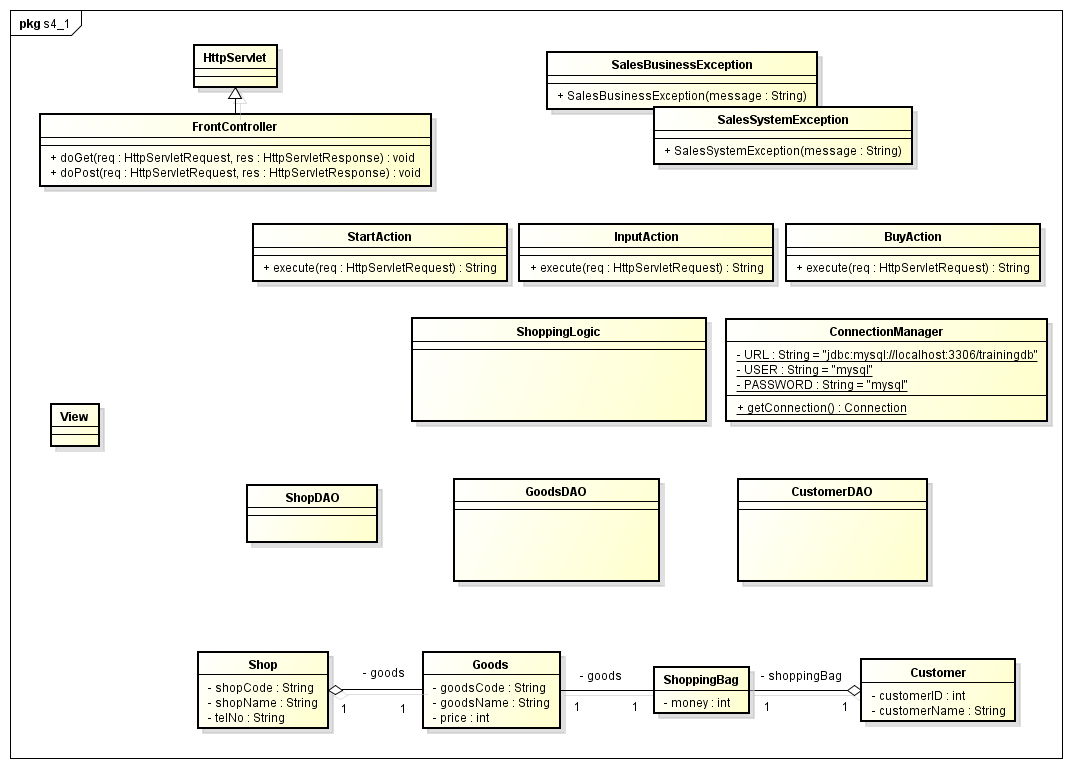 pkg s4_1
HttpServlet
SalesBusinessException
+ SalesBusinessException(message : String)
SalesSystemException
+ SalesSystemException(message : String)
FrontController
+ doGet(req : HttpServletRequest, res : HttpServletResponse) : void
+ doPost(req : HttpServletRequest, res : HttpServletResponse) : void
StartAction
+ execute(req : HttpServletRequest) : String
InputAction
+ execute(req : HttpServletRequest) : String
BuyAction
+ execute(req : HttpServletRequest) : String
ShoppingLogic
ConnectionManager
- URL : String = "jdbc:mysql://localhost:3306/trainingdb"
- USER : String = "mysql"
- PASSWORD : String = "mysql"
+ getConnection() : Connection
View
ShopDAO
GoodsDAO
CustomerDAO
Shop
- shopCode : String
- shopName : String
- telNo : String
- goods
1
1
Goods
- goodsCode : String
- goodsName : String
- price : int
- goods
1
1
ShoppingBag
- money : int
- shoppingBag
1
1
Customer
- customerID : int
- customerName : String